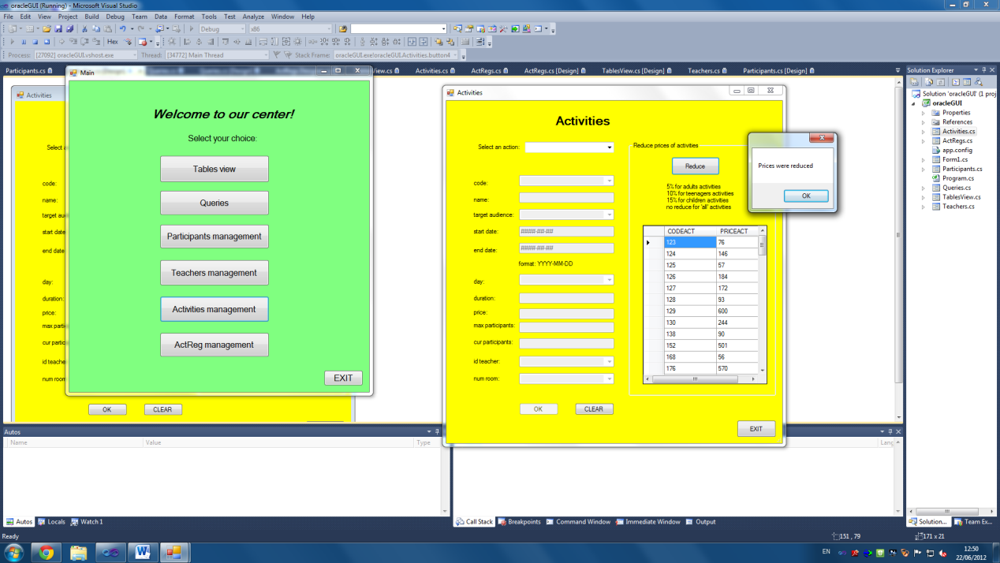 oracleGUI (Running) - Microsoft Visual Studio
File Edit View Project Build Debug Team Data Format Tools Test Analyze Window Help
Debug x86
Hex
Process: [27092] oracleGUI.vshost.exe Thread: [34772] Main Thread Stack Frame: oracleGUI.exe!oracleGUI.Activities.button4
Participants.cs View.cs Activities.cs ActRegs.cs ActRegs.cs [Design] TablesView.cs [Design] Teachers.cs Participants.cs [Design]
Main
Welcome to our center!
Select your choice:
Tables view
Queries
Participants management
Teachers management
Activities management
ActReg management
EXIT
Activities
Select a
code:
name:
target au
start date
end date:
day:
duration:
price:
max parti
cur partic
id teache
num room
OK CLEAR
Activities
Activities
Select an action:
code:
name:
target audience:
start date: ####-##-##
end date: ####-##-##
format: YYYY-MM-DD
day:
duration:
price:
max participants:
cur participants:
id teacher:
num room:
OK CLEAR
EXIT
Reduce prices of activities
Reduce
5% for adults activities
10% for teenagers activities
15% for children activities
no reduce for 'all' activities
CODEACT PRICEACT
123 76
124 146
125 57
126 184
127 172
128 93
129 600
130 244
138 90
152 501
168 56
176 570
Prices were reduced
OK
Solution Explorer
Solution 'oracleGUI' (1 proj
oracleGUI
Properties
References
Activities.cs
ActRegs.cs
app.config
Form1.cs
Participants.cs
Program.cs
Queries.cs
TablesView.cs
Teachers.cs
Solution... Team Ex...
Autos
Name Value Type
Lang
Autos Locals Watch 1
Call Stack Breakpoints Command Window Immediate Window Output
Ready
151 , 79 171 x 21
EN
12:50
22/06/2012